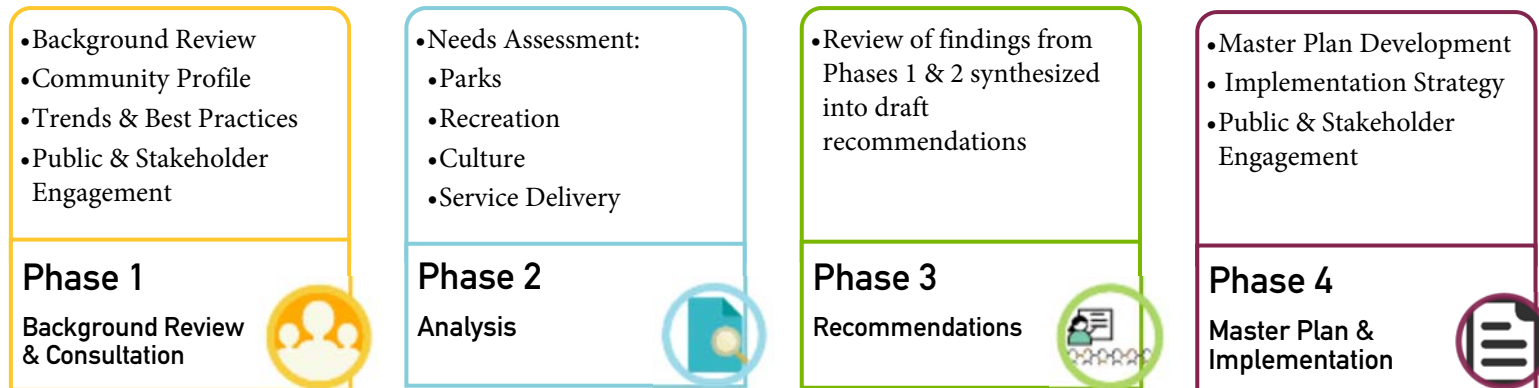 •Background Review
•Community Profile
•Trends & Best Practices
•Public & Stakeholder
Engagement
Phase 1
Background Review
& Consultation
•Needs Assessment:
•Parks
•Recreation
•Culture
•Service Delivery
Phase 2
Analysis
•Review of findings from
Phases 1 & 2 synthesized
into draft
recommendations
Phase 3
Recommendations
•Master Plan Development
• Implementation Strategy
•Public & Stakeholder
Engagement
Phase 4
Master Plan &
Implementation